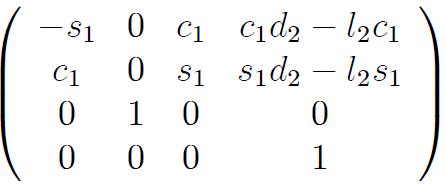 −s₁ 0 c₁ c₁d₂ − l₂c₁
c₁ 0 s₁ s₁d₂ − l₂s₁
0 1 0 0
0 0 0 1